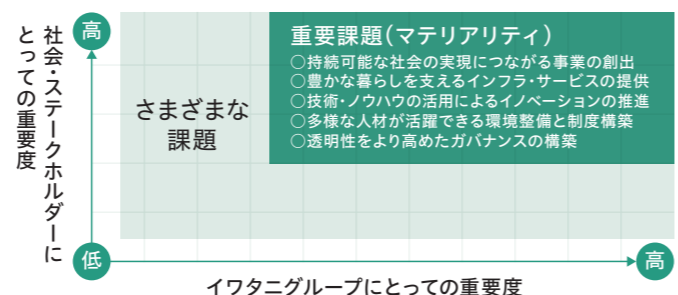 社会・ステークホルダーに
とっての重要度
高
重要課題（マテリアリティ）
○持続可能な社会の実現につながる事業の創出
○豊かな暮らしを支えるインフラ・サービスの提供
○技術・ノウハウの活用によるイノベーションの推進
○多様な人材が活躍できる環境整備と制度構築
○透明性をより高めたガバナンスの構築
さまざまな
課題
低
高
イワタニグループにとっての重要度